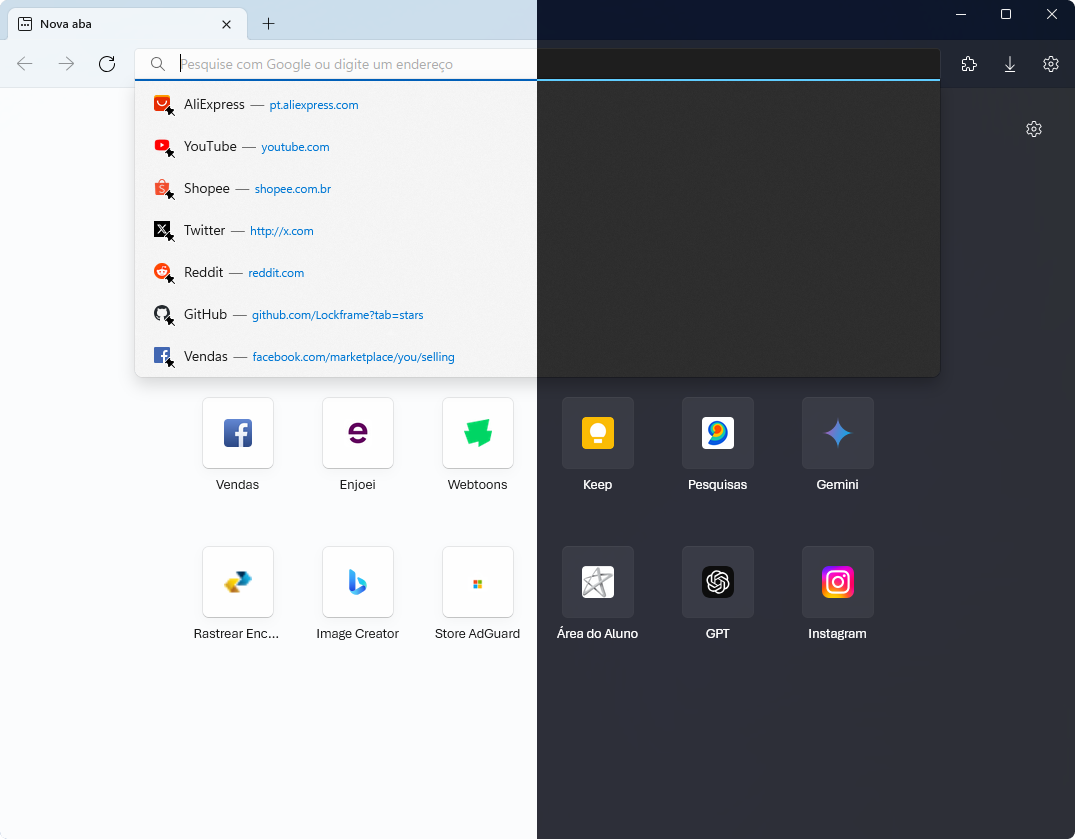 Nova aba
Pesquise com Google ou digite um endereço
AliExpress — pt.aliexpress.com
YouTube — youtube.com
Shopee — shopee.com.br
Twitter — http://x.com
Reddit — reddit.com
GitHub — github.com/Lockframe?tab=stars
Vendas — facebook.com/marketplace/you/selling
Vendas Enjoei Webtoons Keep Pesquisas Gemini
Rastrear Enc... Image Creator Store AdGuard Área do Aluno GPT Instagram